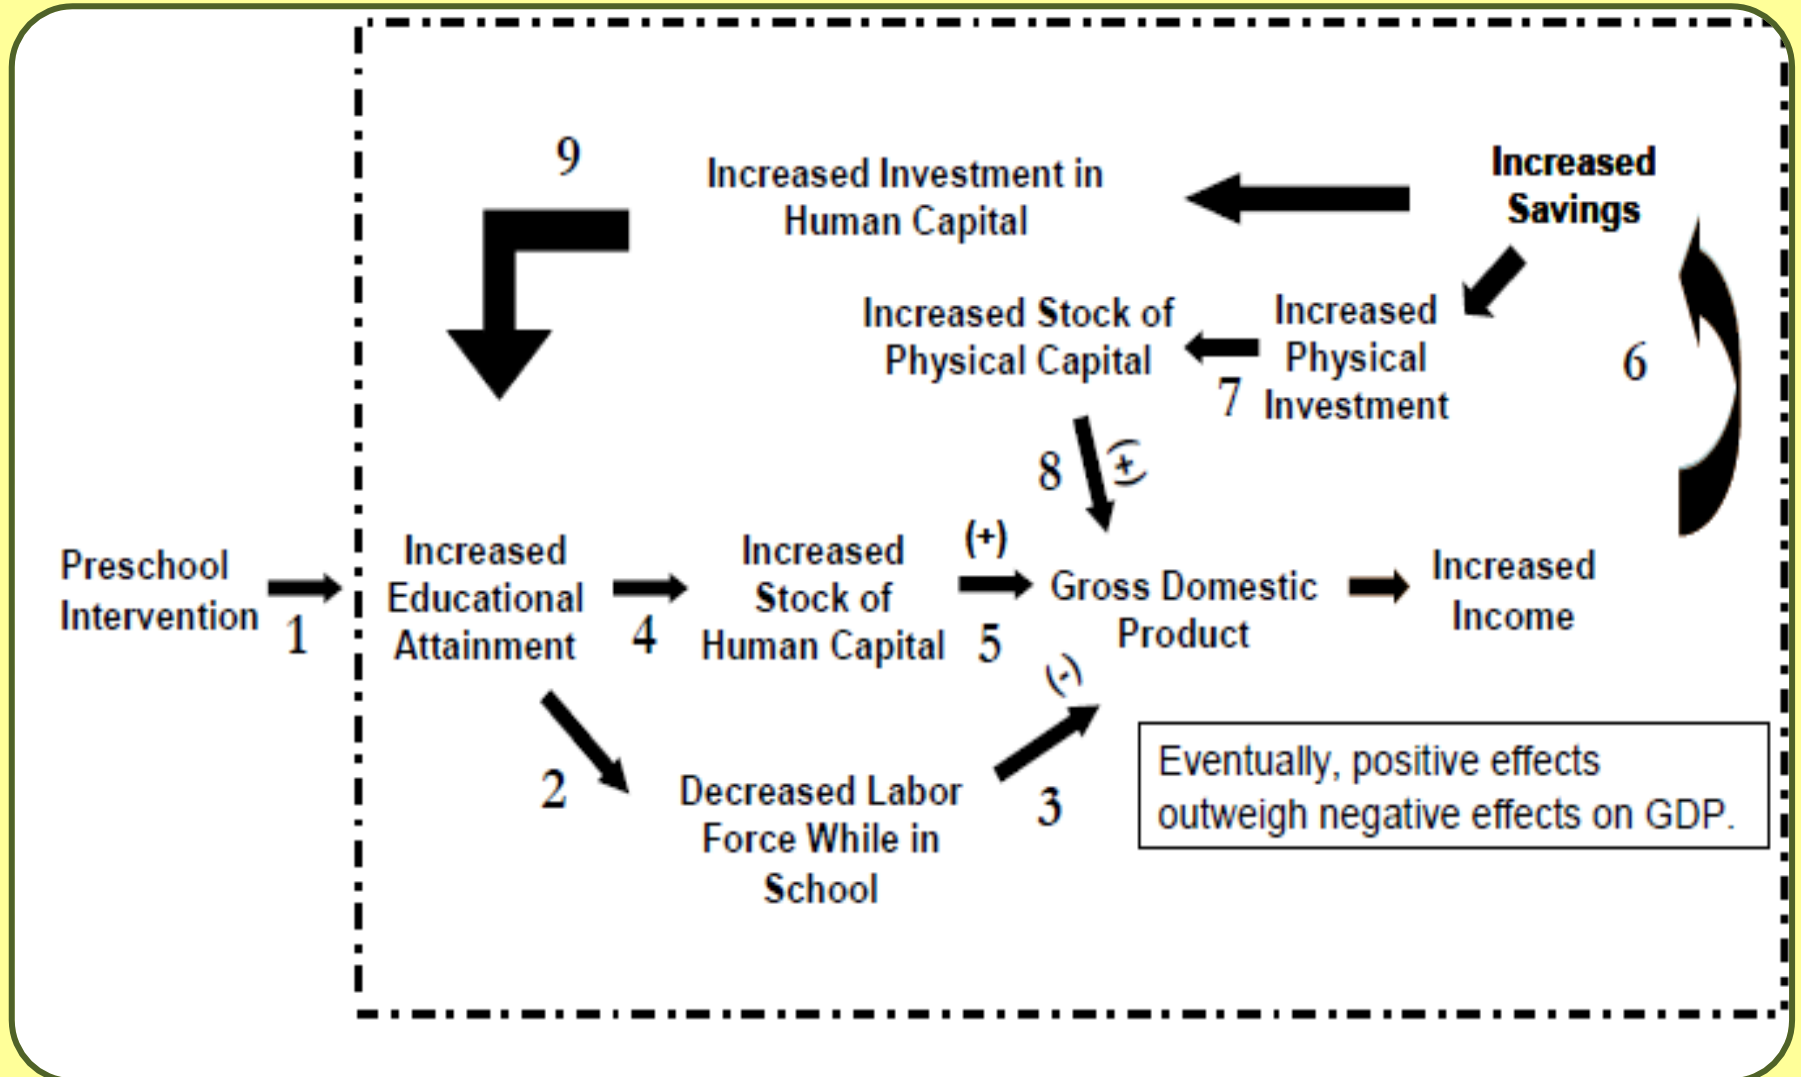 9
Increased Investment in
Human Capital
Increased
Savings
Increased Stock of
Physical Capital
7
Increased
Physical
Investment
6
8
(+)
Preschool
Intervention
1
Increased
Educational
Attainment
4
Increased
Stock of
Human Capital
(+)
5
Gross Domestic
Product
Increased
Income
(-)
2
Decreased Labor
Force While in
School
3
Eventually, positive effects
outweigh negative effects on GDP.